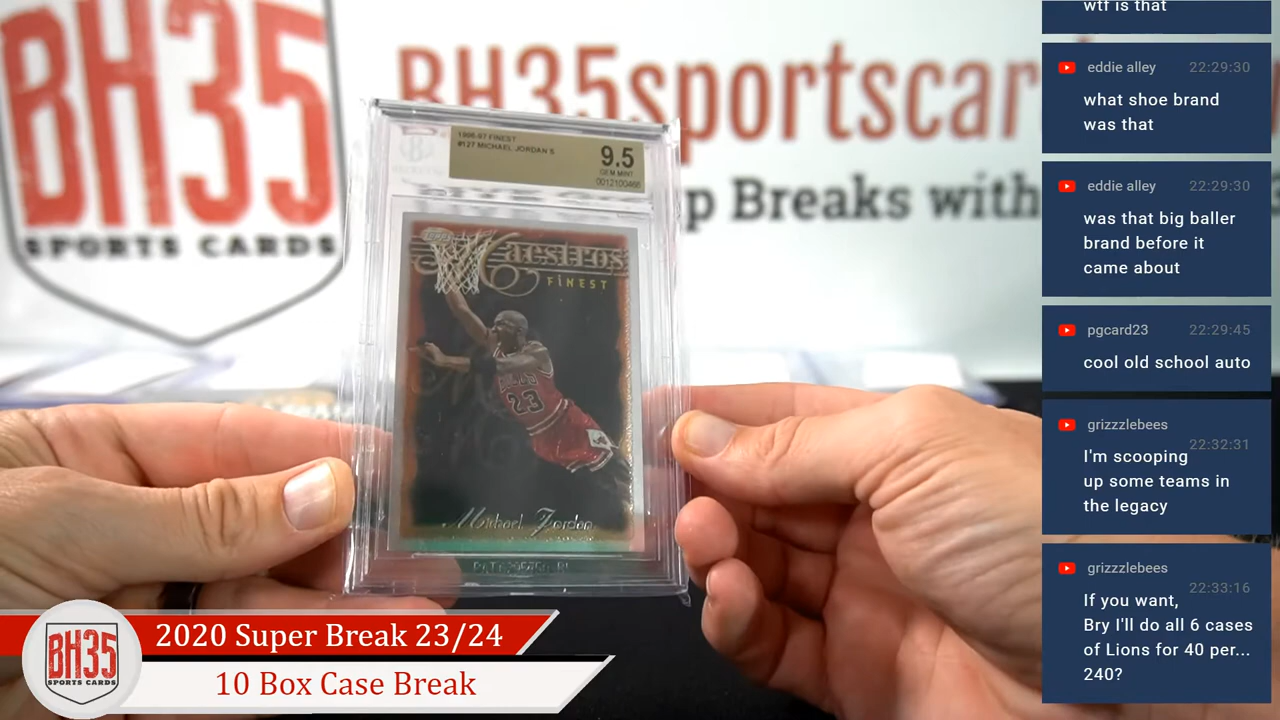 BH35
SPORTS CARDS
BH35sportscar
p Breaks with
1996-97 FINEST
#127 MICHAEL JORDAN S
9.5
GEM MINT
0012100466
Maestros
FINEST
BULLS
23
Michael Jordan
BH35
SPORTS CARDS
2020 Super Break 23/24
10 Box Case Break
wtf is that
eddie alley 22:29:30
what shoe brand
was that
eddie alley 22:29:30
was that big baller
brand before it
came about
pgcard23 22:29:45
cool old school auto
grizzzlebees
22:32:31
I'm scooping
up some teams in
the legacy
grizzzlebees
22:33:16
If you want,
Bry I'll do all 6 cases
of Lions for 40 per...
240?